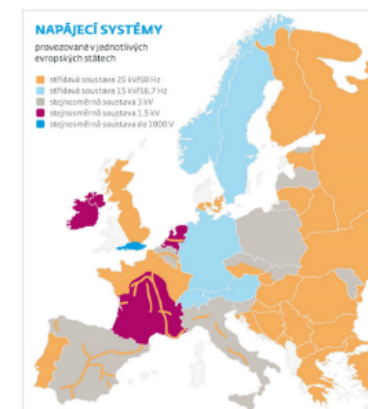 NAPÁJECÍ SYSTÉMY
provozované v jednotlivých
evropských státech
střídavá soustava 25 kV/50 Hz
střídavá soustava 15 kV/16,7 Hz
stejnosměrná soustava 3 kV
stejnosměrná soustava 1,5 kV
stejnosměrná soustava do 1000 V